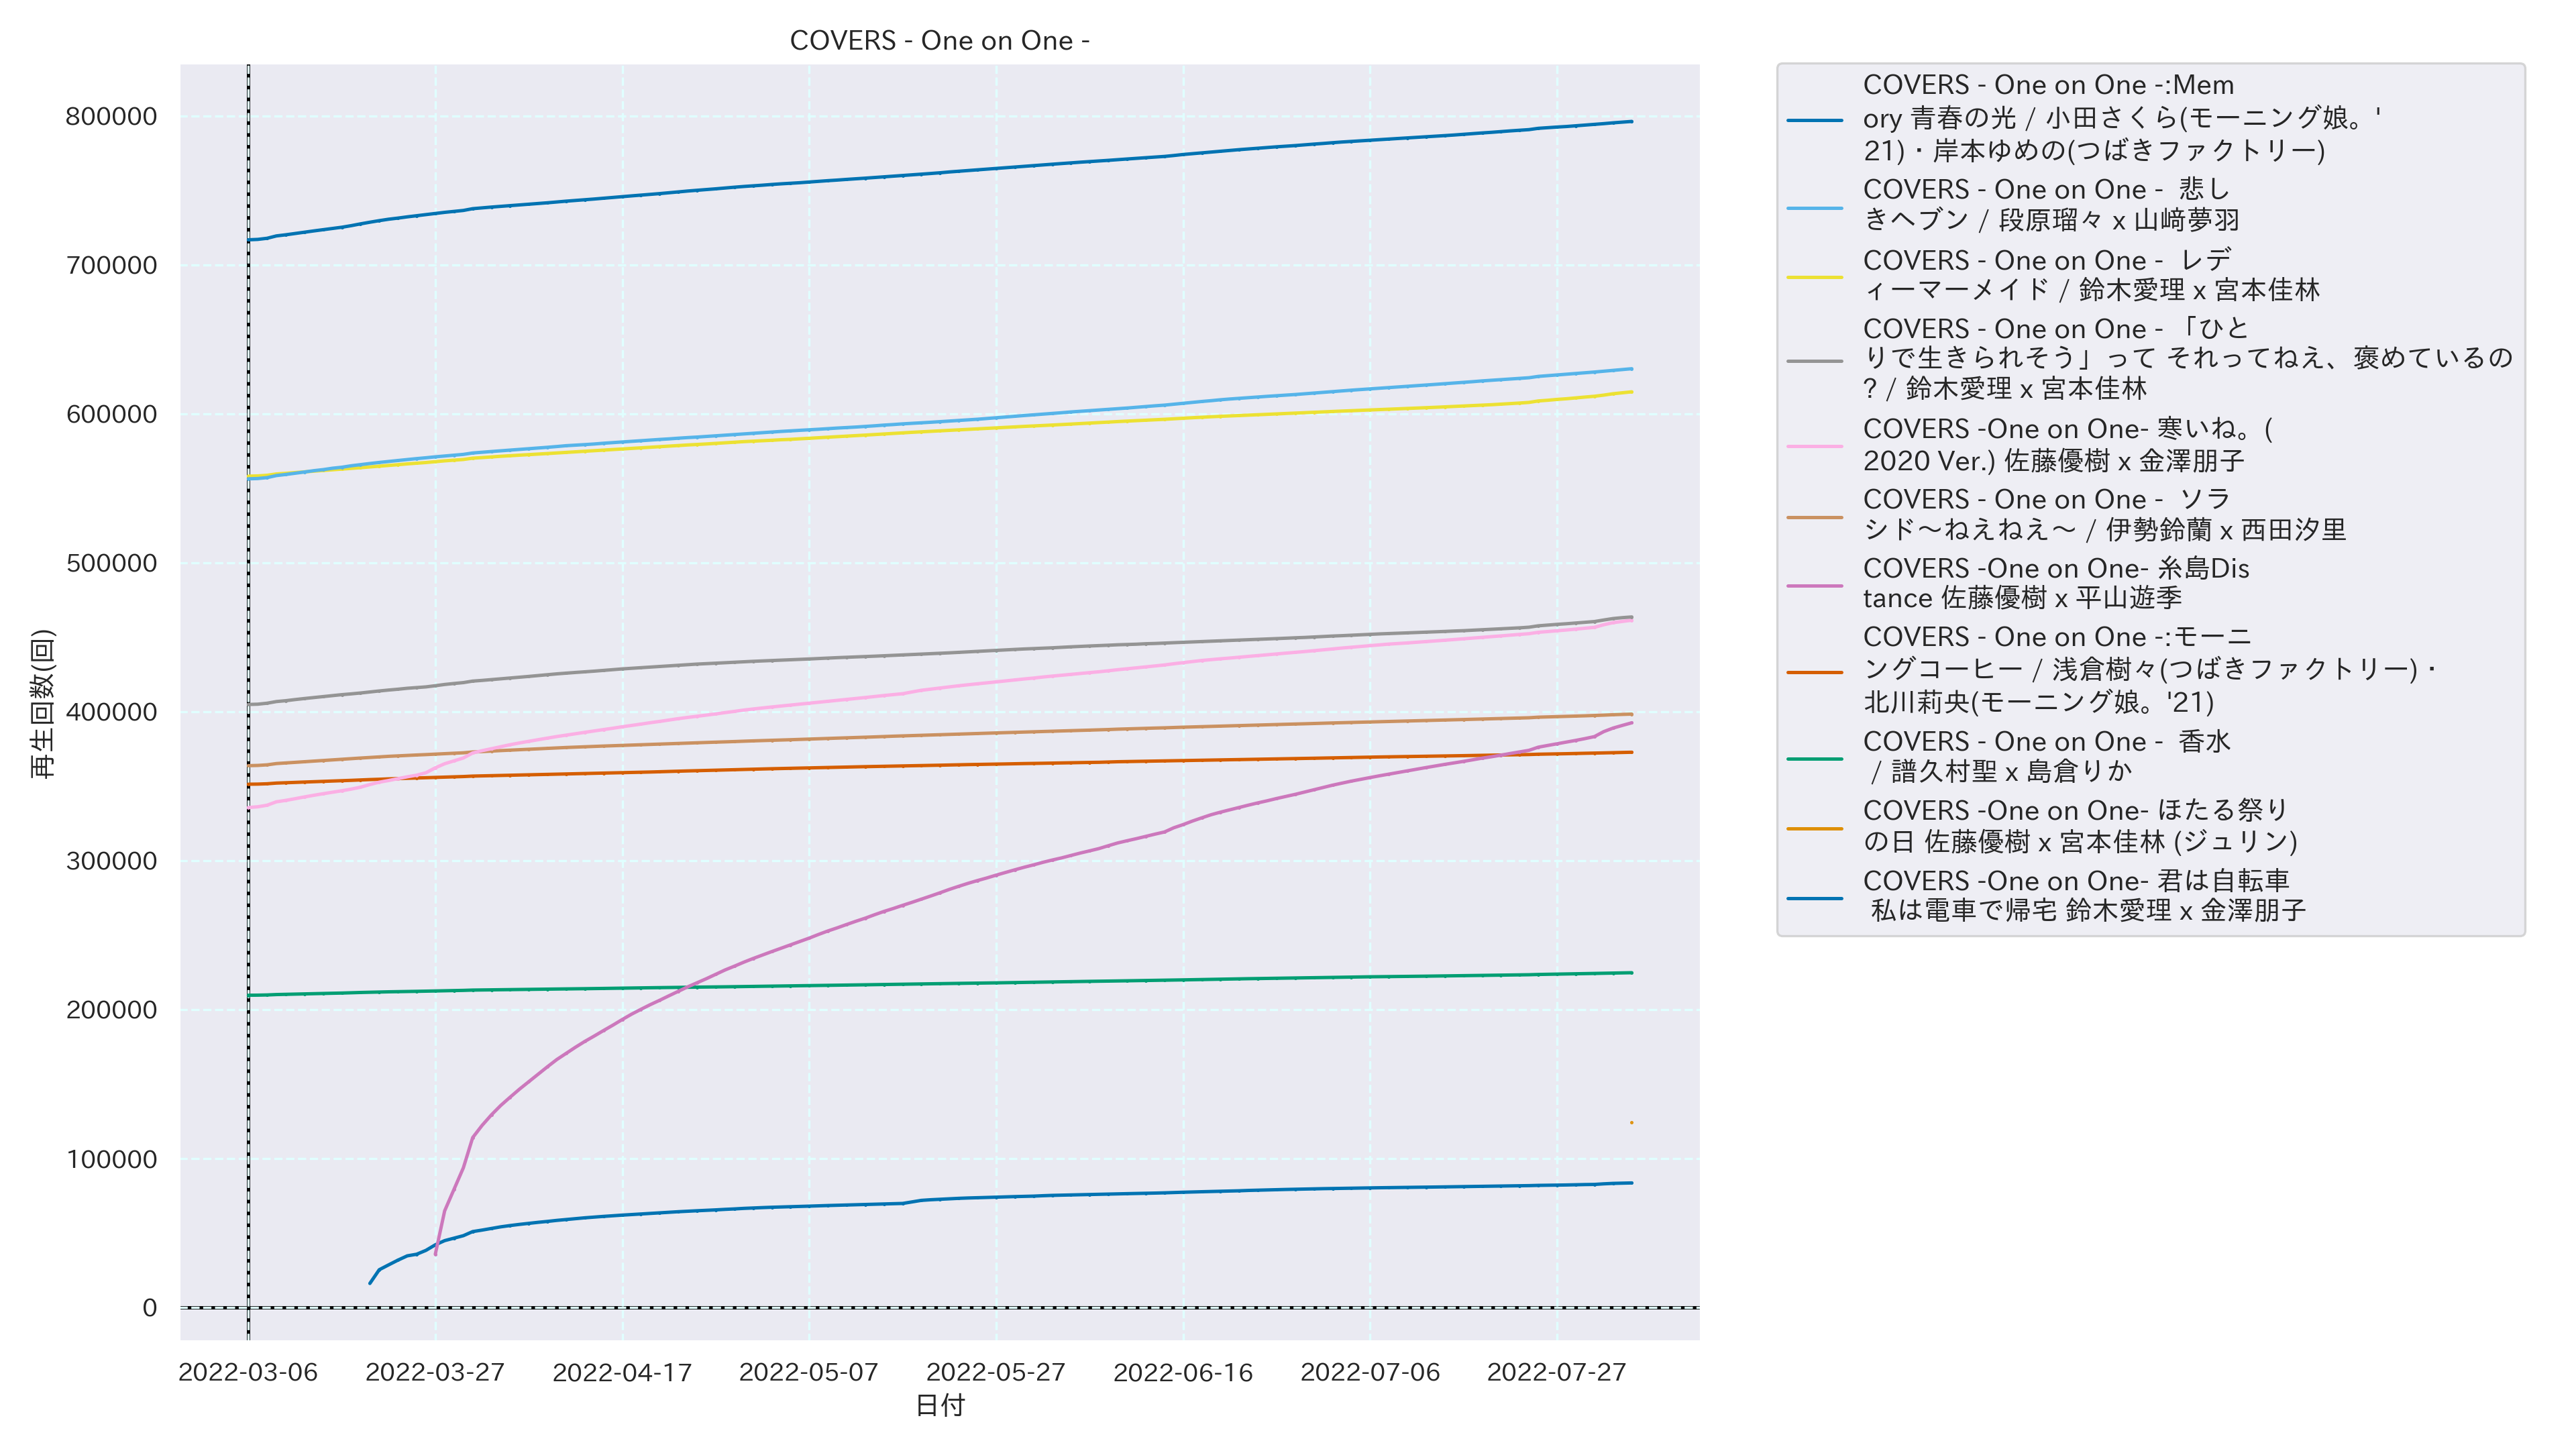 COVERS - One on One -
再生回数(回)
800000
700000
600000
500000
400000
300000
200000
100000
0
2022-03-06
2022-03-27
2022-04-17
2022-05-07
2022-05-27
2022-06-16
2022-07-06
2022-07-27
日付
COVERS - One on One -:Mem
ory 青春の光 / 小田さくら(モーニング娘。'
21)・岸本ゆめの(つばきファクトリー)
COVERS - One on One -  悲し
きヘブン / 段原瑠々 x 山﨑夢羽
COVERS - One on One -  レデ
ィーマーメイド / 鈴木愛理 x 宮本佳林
COVERS - One on One - 「ひと
りで生きられそう」って それってねえ、褒めているの
? / 鈴木愛理 x 宮本佳林
COVERS -One on One- 寒いね。(
2020 Ver.) 佐藤優樹 x 金澤朋子
COVERS - One on One -  ソラ
シド〜ねえねえ〜 / 伊勢鈴蘭 x 西田汐里
COVERS -One on One- 糸島Dis
tance 佐藤優樹 x 平山遊季
COVERS - One on One -:モーニ
ングコーヒー / 浅倉樹々(つばきファクトリー)・
北川莉央(モーニング娘。'21)
COVERS - One on One -  香水
 / 譜久村聖 x 島倉りか
COVERS -One on One- ほたる祭り
の日 佐藤優樹 x 宮本佳林 (ジュリン)
COVERS -One on One- 君は自転車
 私は電車で帰宅 鈴木愛理 x 金澤朋子